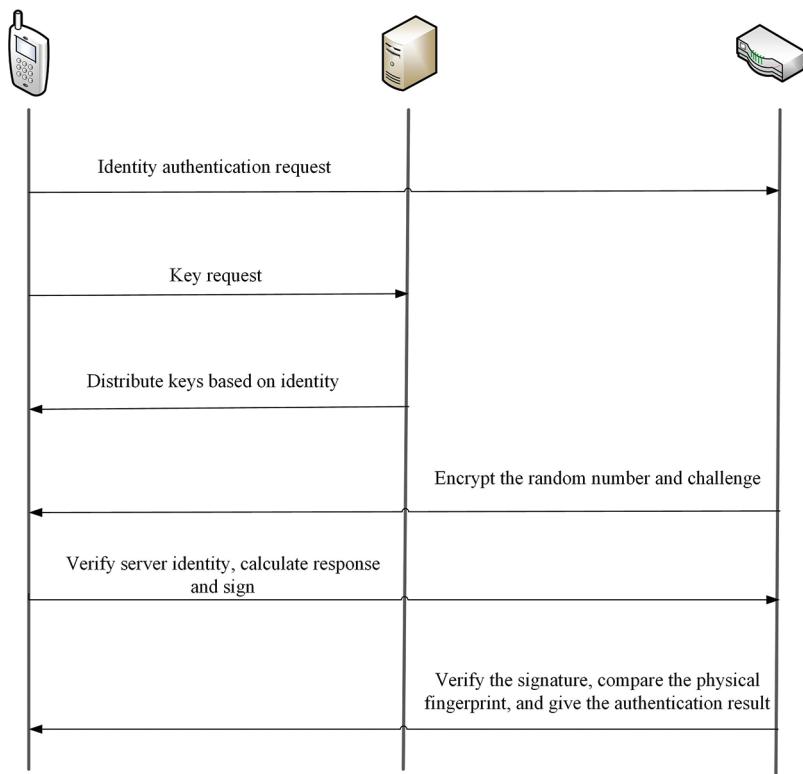 Identity authentication request
Key request
Distribute keys based on identity
Encrypt the random number and challenge
Verify server identity, calculate response
and sign
Verify the signature, compare the physical
fingerprint, and give the authentication result